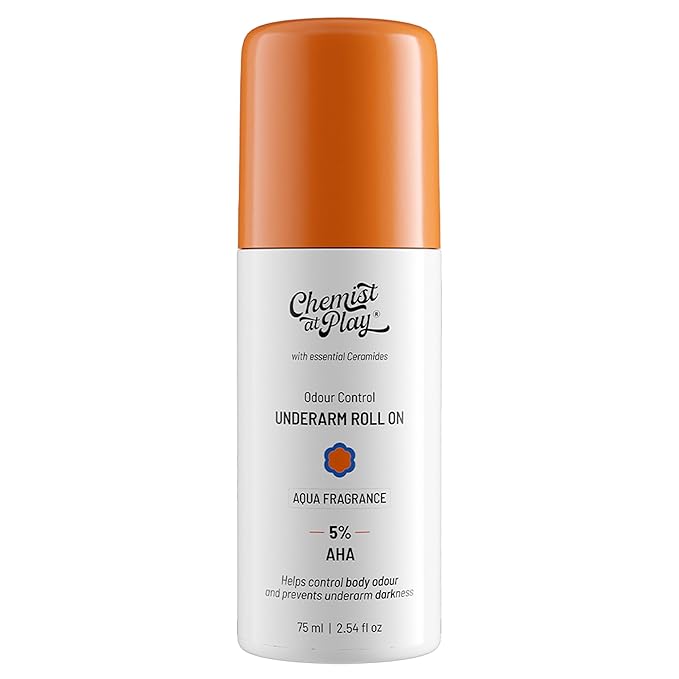 Chemist
at Play®
with essential Ceramides
Odour Control
UNDERARM ROLL ON
AQUA FRAGRANCE
5%
AHA
Helps control body odour
and prevents underarm darkness
75 ml | 2.54 fl oz